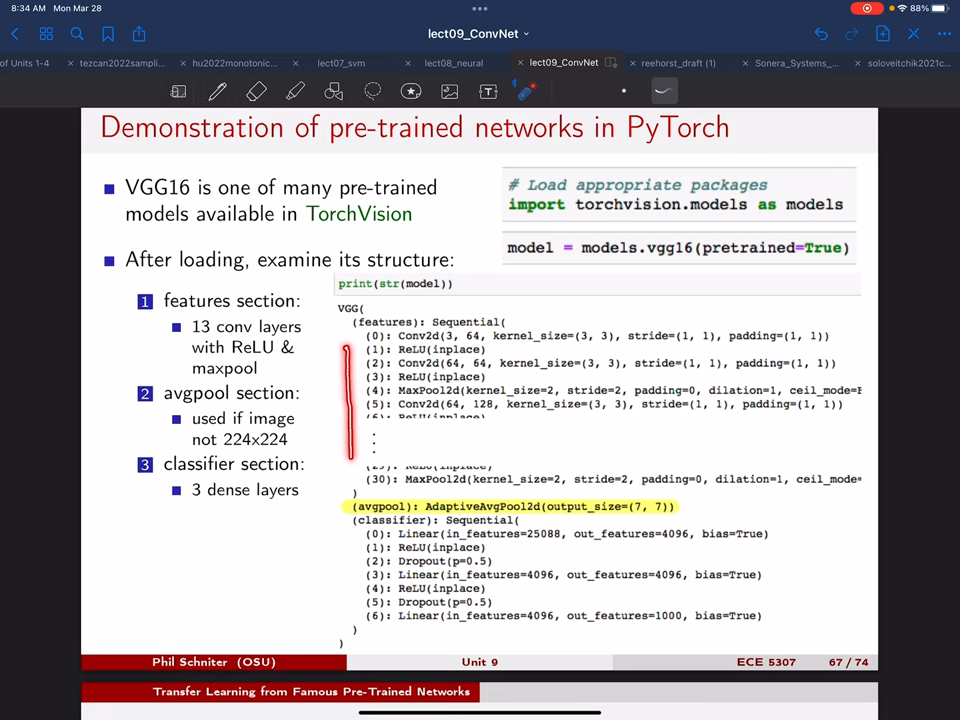 8:34 AM Mon Mar 28
88%
lect09_ConvNet
of Units 1-4
× tezcan2022sampli...
× hu2022monotonic...
lect07_svm
× lect08_neural
× lect09_ConvNet
× reehorst_draft (1)
× Sonera_Systems_...
× soloveitchik2021c...
Demonstration of pre-trained networks in PyTorch
VGG16 is one of many pre-trained
models available in TorchVision
# Load appropriate packages
import torchvision.models as models
model = models.vgg16(pretrained=True)
After loading, examine its structure:
1 features section:
13 conv layers
with ReLU &
maxpool
2 avgpool section:
used if image
not 224x224
3 classifier section:
3 dense layers
print(str(model))
VGG(
(features): Sequential(
(0): Conv2d(3, 64, kernel_size=(3, 3), stride=(1, 1), padding=(1, 1))
(1): ReLU(inplace)
(2): Conv2d(64, 64, kernel_size=(3, 3), stride=(1, 1), padding=(1, 1))
(3): ReLU(inplace)
(4): MaxPool2d(kernel_size=2, stride=2, padding=0, dilation=1, ceil_mode=F
(5): Conv2d(64, 128, kernel_size=(3, 3), stride=(1, 1), padding=(1, 1))
(6): ReLU(inplace)
(29): ReLU(inplace)
(30): MaxPool2d(kernel_size=2, stride=2, padding=0, dilation=1, ceil_mode=
)
(avgpool): AdaptiveAvgPool2d(output_size=(7, 7))
(classifier): Sequential(
(0): Linear(in_features=25088, out_features=4096, bias=True)
(1): ReLU(inplace)
(2): Dropout(p=0.5)
(3): Linear(in_features=4096, out_features=4096, bias=True)
(4): ReLU(inplace)
(5): Dropout(p=0.5)
(6): Linear(in_features=4096, out_features=1000, bias=True)
)
)
Phil Schniter (OSU)
Unit 9
ECE 5307
67 / 74
Transfer Learning from Famous Pre-Trained Networks